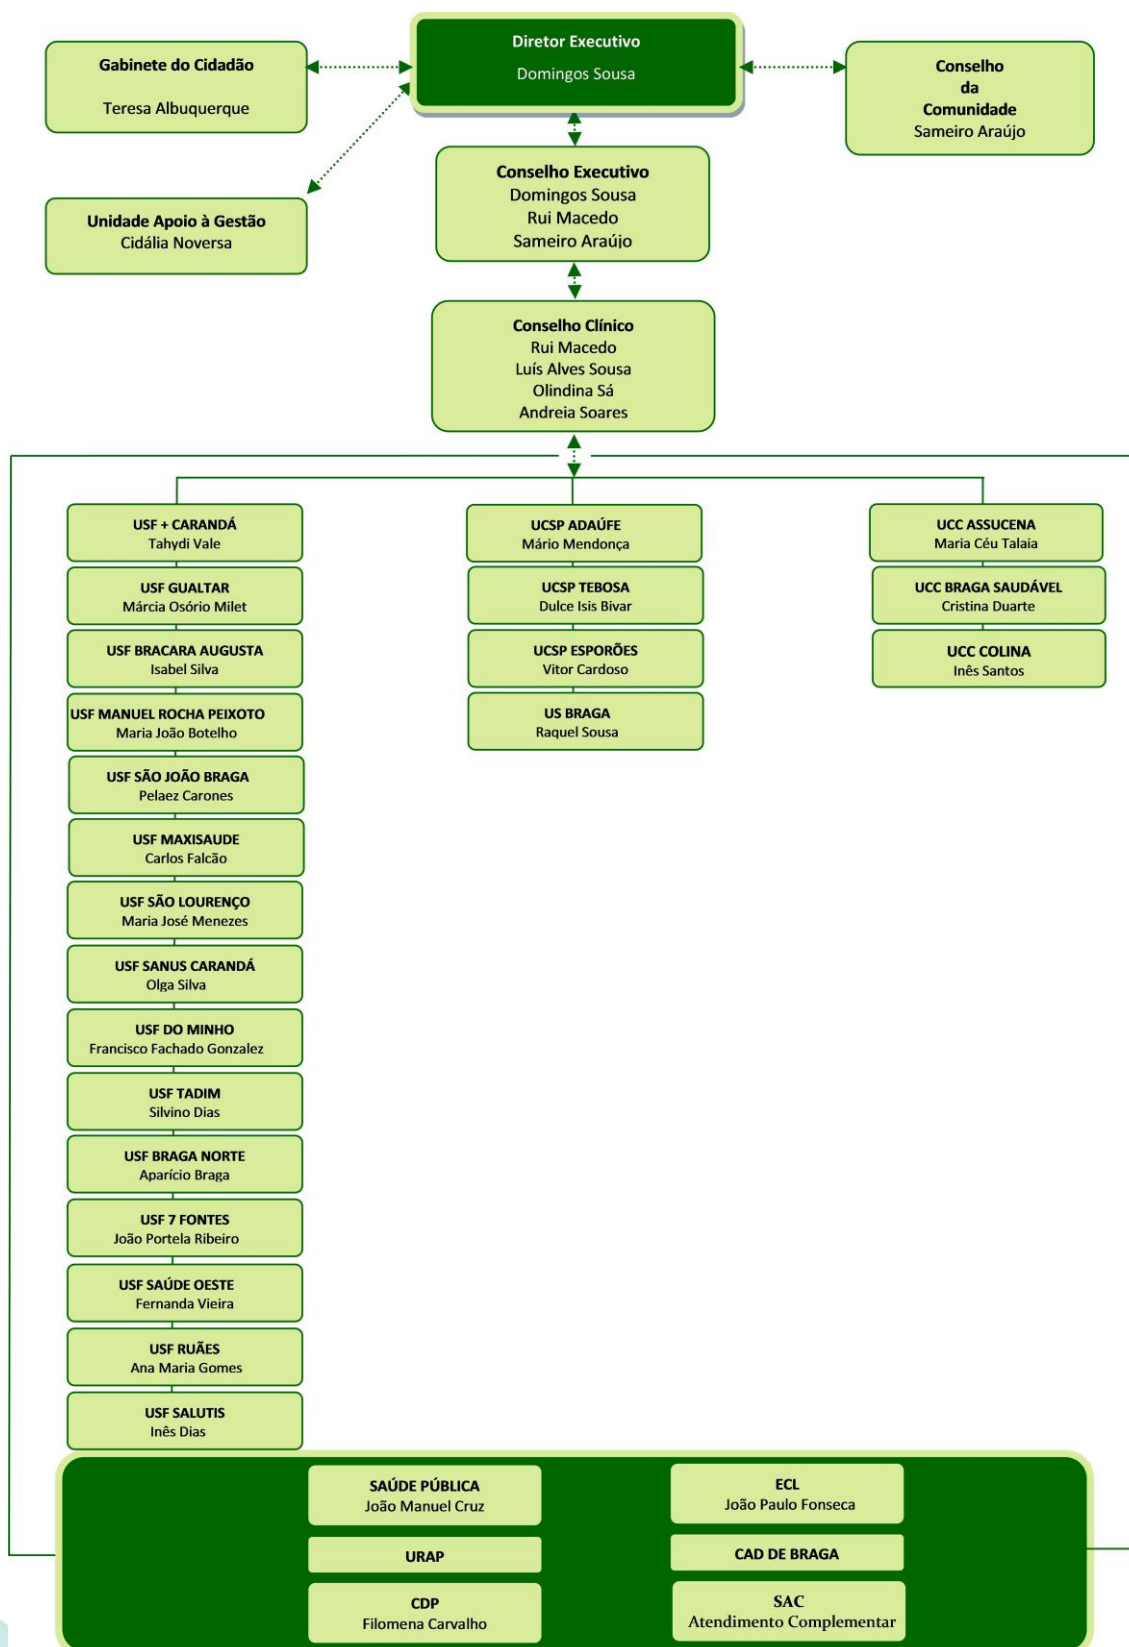 Diretor Executivo
Domingos Sousa
Gabinete do Cidadão
Teresa Albuquerque
Conselho
da
Comunidade
Sameiro Araújo
Conselho Executivo
Domingos Sousa
Rui Macedo
Sameiro Araújo
Unidade Apoio à Gestão
Cidália Noversa
Conselho Clínico
Rui Macedo
Luís Alves Sousa
Olindina Sá
Andreia Soares
USF + CARANDÁ
Tahydi Vale
USF GUALTAR
Márcia Osório Milet
USF BRACARA AUGUSTA
Isabel Silva
USF MANUEL ROCHA PEIXOTO
Maria João Botelho
USF SÃO JOÃO BRAGA
Pelaez Carones
USF MAXISAUDE
Carlos Falcão
USF SÃO LOURENÇO
Maria José Menezes
USF SANUS CARANDÁ
Olga Silva
USF DO MINHO
Francisco Fachado Gonzalez
USF TADIM
Silvino Dias
USF BRAGA NORTE
Aparício Braga
USF 7 FONTES
João Portela Ribeiro
USF SAÚDE OESTE
Fernanda Vieira
USF RUÃES
Ana Maria Gomes
USF SALUTIS
Inês Dias
UCSP ADAÚFE
Mário Mendonça
UCSP TEBOSA
Dulce Isis Bivar
UCSP ESPORÕES
Vitor Cardoso
US BRAGA
Raquel Sousa
UCC ASSUCENA
Maria Céu Talaia
UCC BRAGA SAUDÁVEL
Cristina Duarte
UCC COLINA
Inês Santos
SAÚDE PÚBLICA
João Manuel Cruz
ECL
João Paulo Fonseca
URAP
CAD DE BRAGA
CDP
Filomena Carvalho
SAC
Atendimento Complementar